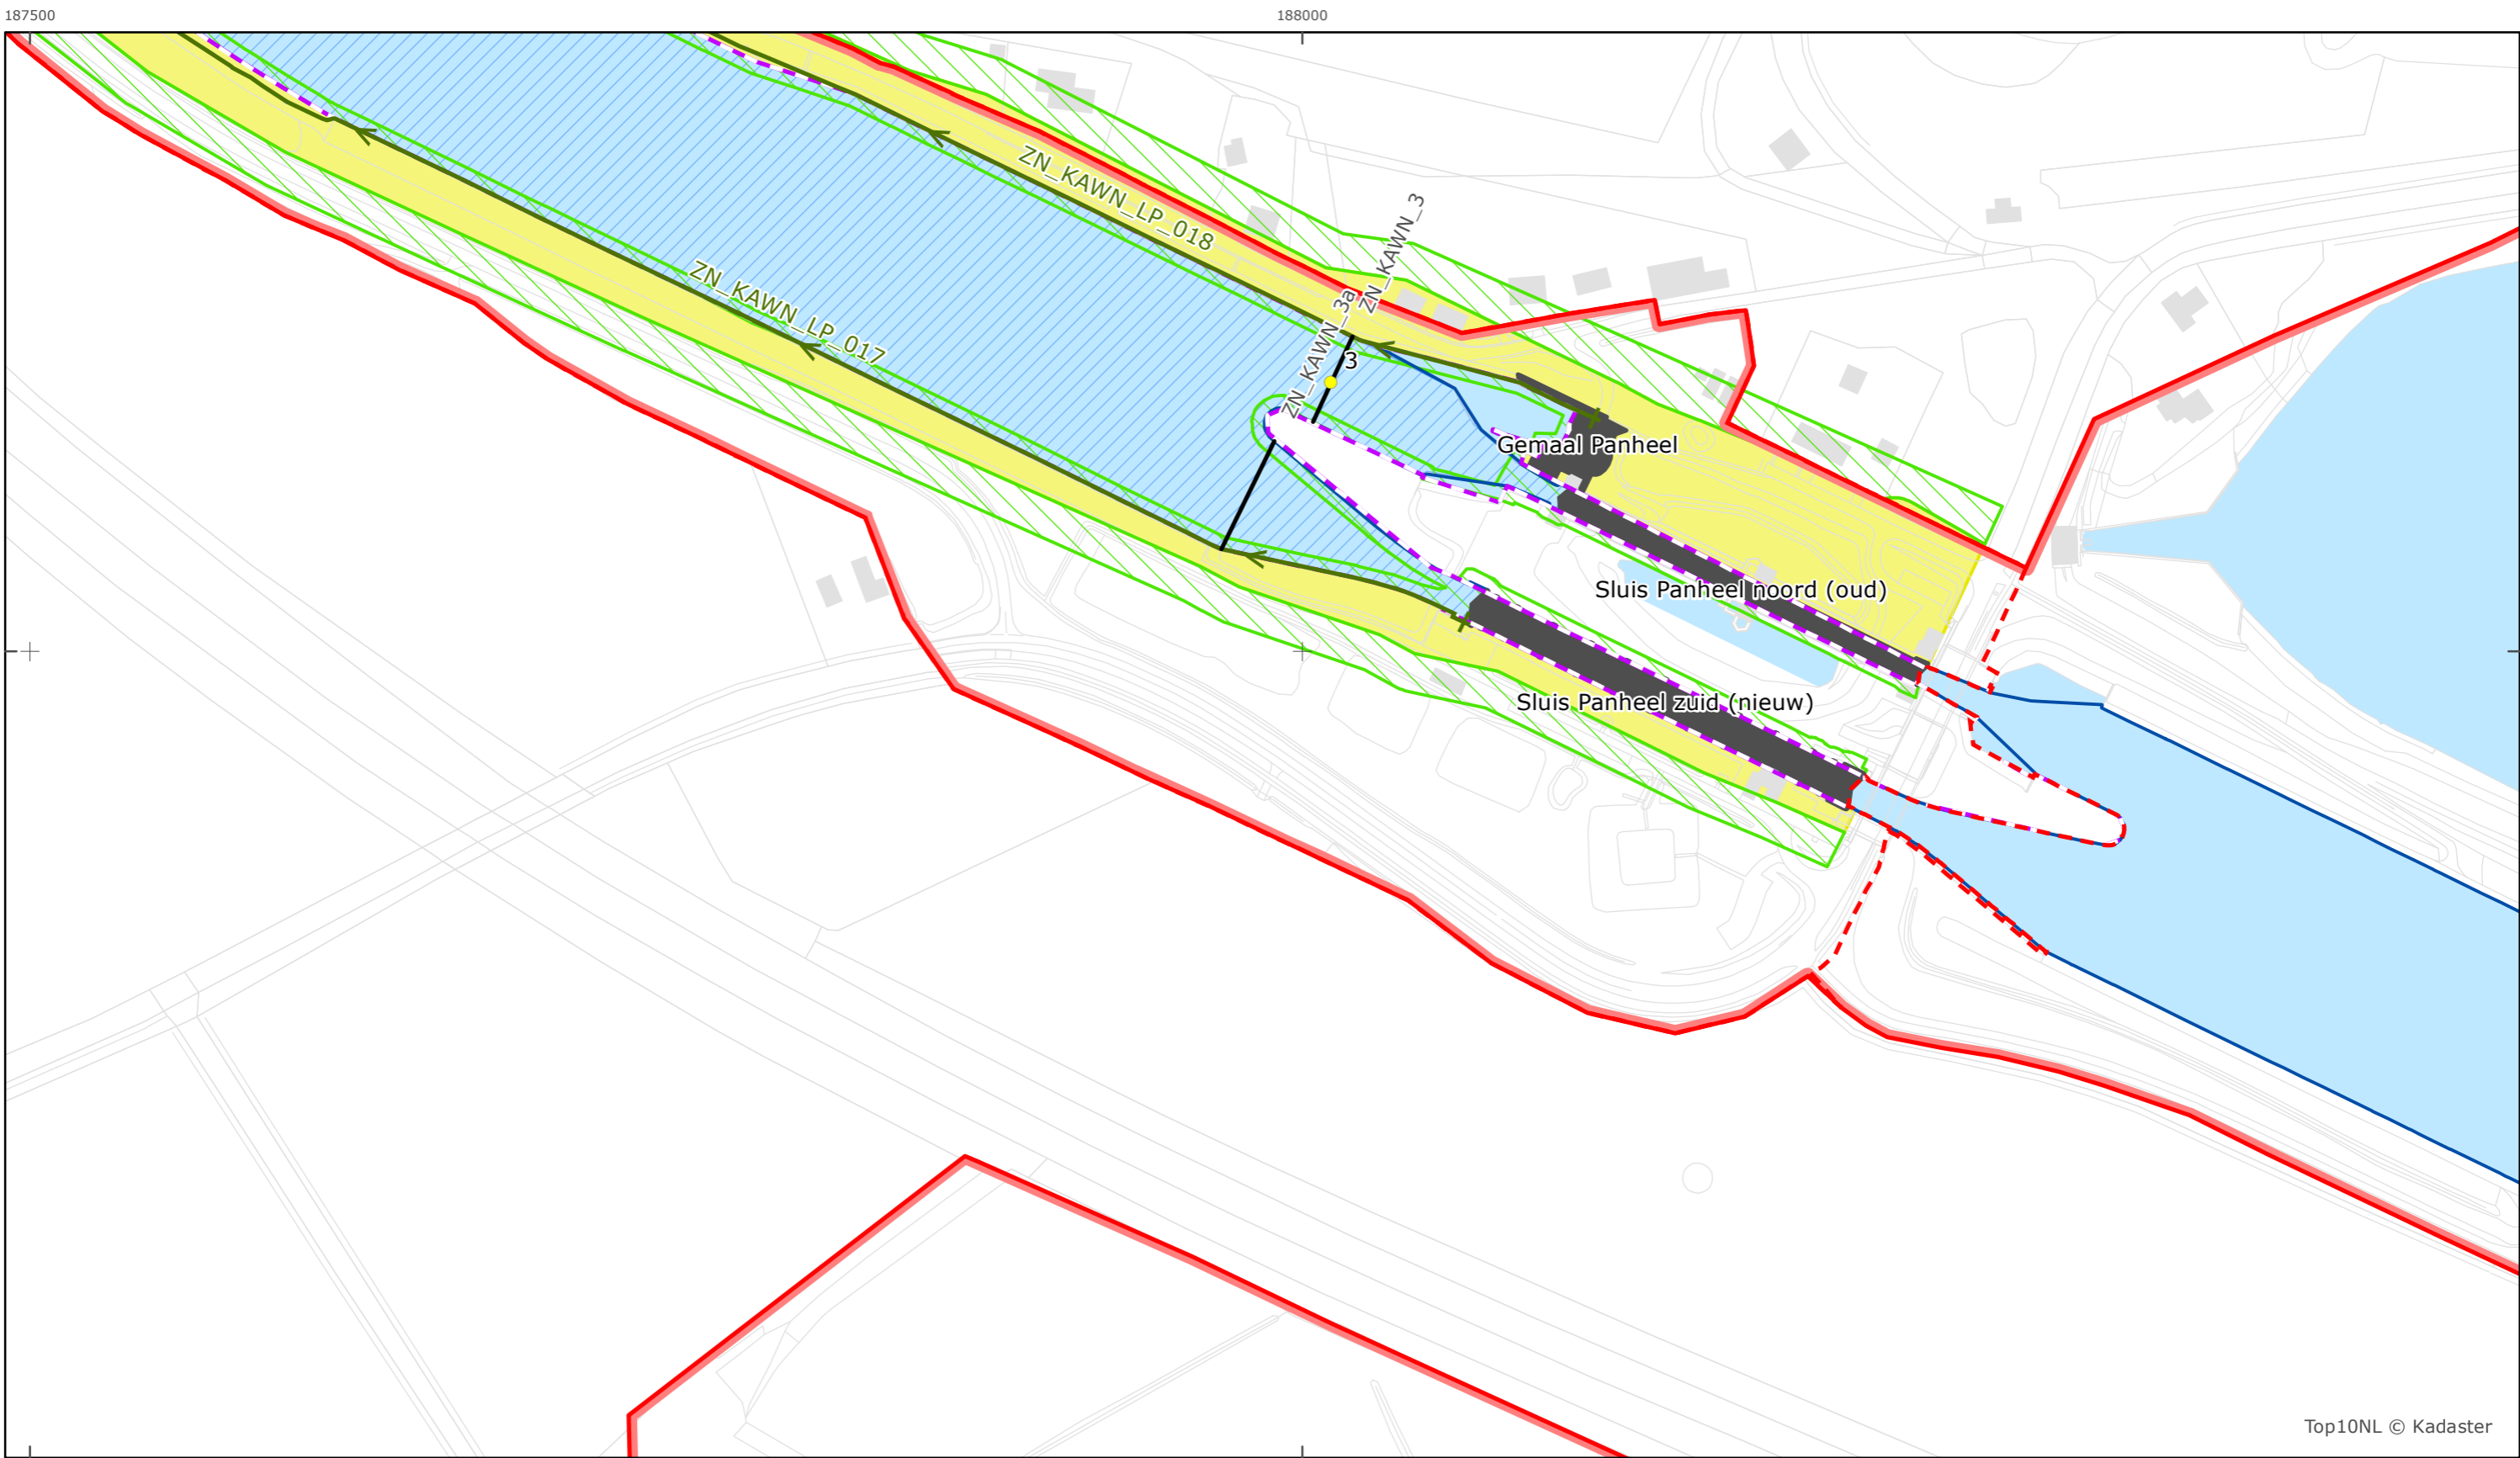 187500
188000
ZN_KAWN_LP_018
ZN_KAWN_3
ZN_KAWN_LP_017
ZN_KAWN_3a
3
Gemaal Panheel
Sluis Panheel noord (oud)
Sluis Panheel zuid (nieuw)
Top10NL © Kadaster